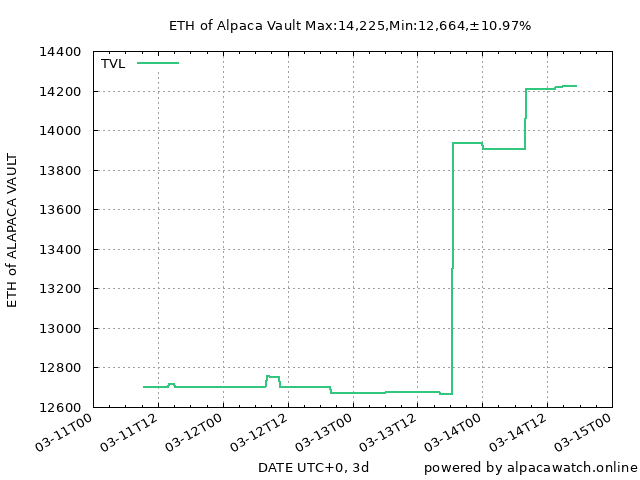 ETH of Alpaca Vault Max:14,225,Min:12,664,±10.97%
TVL
14400
14200
14000
13800
13600
13400
13200
13000
12800
12600
ETH of ALAPACA VAULT
03-11T00
03-11T12
03-12T00
03-12T12
03-13T00
03-13T12
03-14T00
03-14T12
03-15T00
DATE UTC+0, 3d
powered by alpacawatch.online